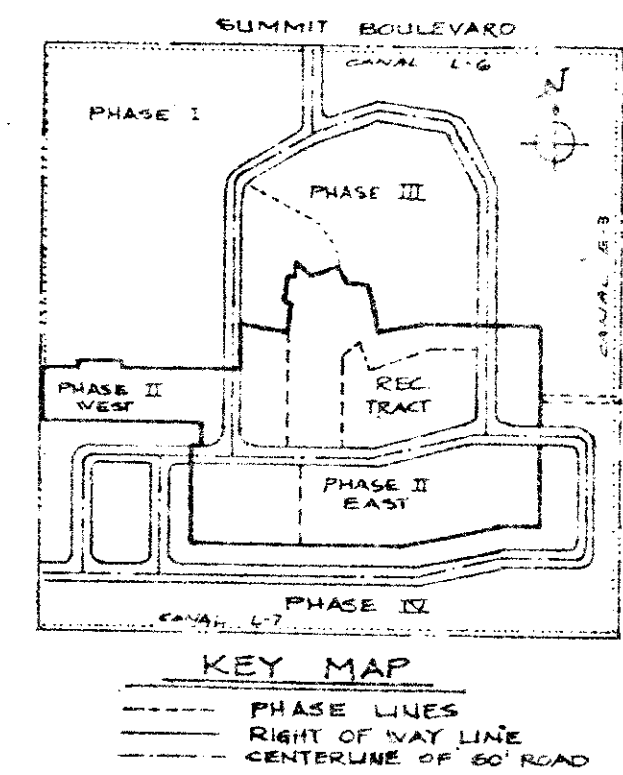 SUMMIT BOULEVARD
CANAL L-6
N
PHASE I
PHASE III
CANAL E-3
PHASE II
WEST
REC.
TRACT
PHASE II
EAST
PHASE IV
CANAL L-7
KEY MAP
PHASE LINES
RIGHT OF WAY LINE
CENTERLINE OF 60' ROAD